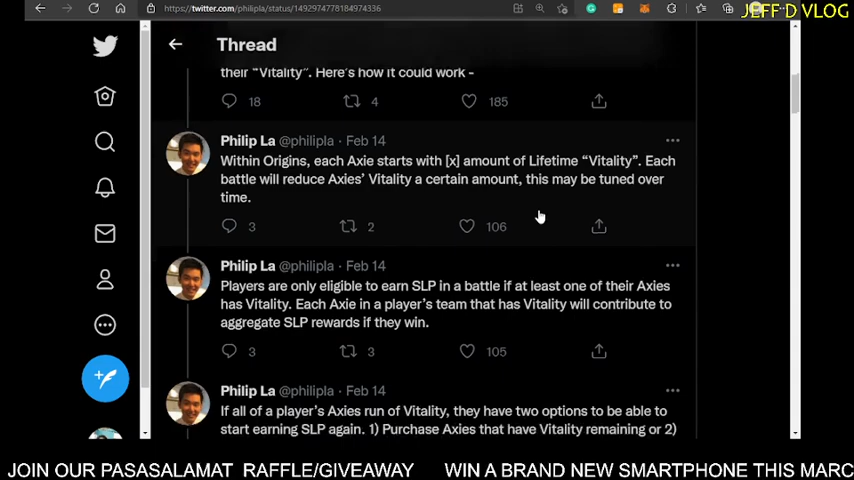 https://twitter.com/philipla/status/1492974778184974336
JEFF D VLOG
Thread
their “Vitality”. Here’s how it could work -
18 4 185
Philip La @philipla · Feb 14
Within Origins, each Axie starts with [x] amount of Lifetime “Vitality”. Each
battle will reduce Axies’ Vitality a certain amount, this may be tuned over
time.
3 2 106
Philip La @philipla · Feb 14
Players are only eligible to earn SLP in a battle if at least one of their Axies
has Vitality. Each Axie in a player’s team that has Vitality will contribute to
aggregate SLP rewards if they win.
3 3 105
Philip La @philipla · Feb 14
If all of a player’s Axies run of Vitality, they have two options to be able to
start earning SLP again. 1) Purchase Axies that have Vitality remaining or 2)
JOIN OUR PASASALAMAT RAFFLE/GIVEAWAY WIN A BRAND NEW SMARTPHONE THIS MARC